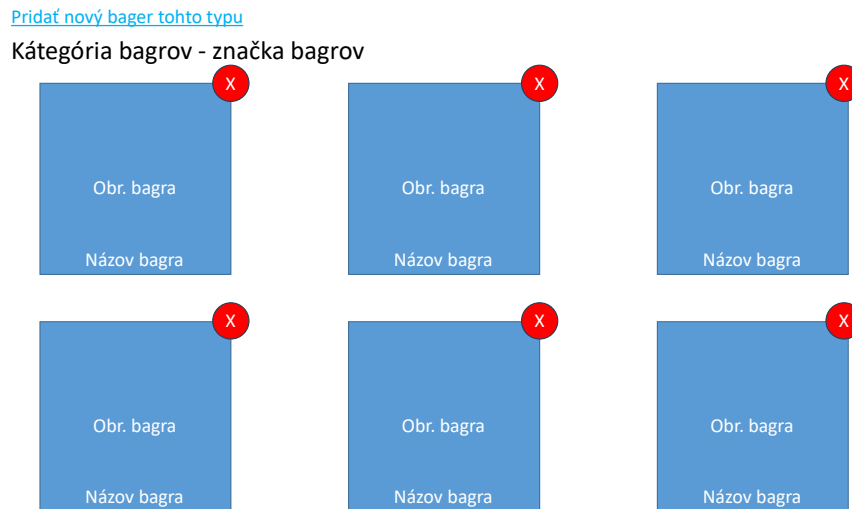 Pridať nový bager tohto typu
Kátegória bagrov - značka bagrov
X X X
Obr. bagra Obr. bagra Obr. bagra
Názov bagra Názov bagra Názov bagra
X X X
Obr. bagra Obr. bagra Obr. bagra
Názov bagra Názov bagra Názov bagra